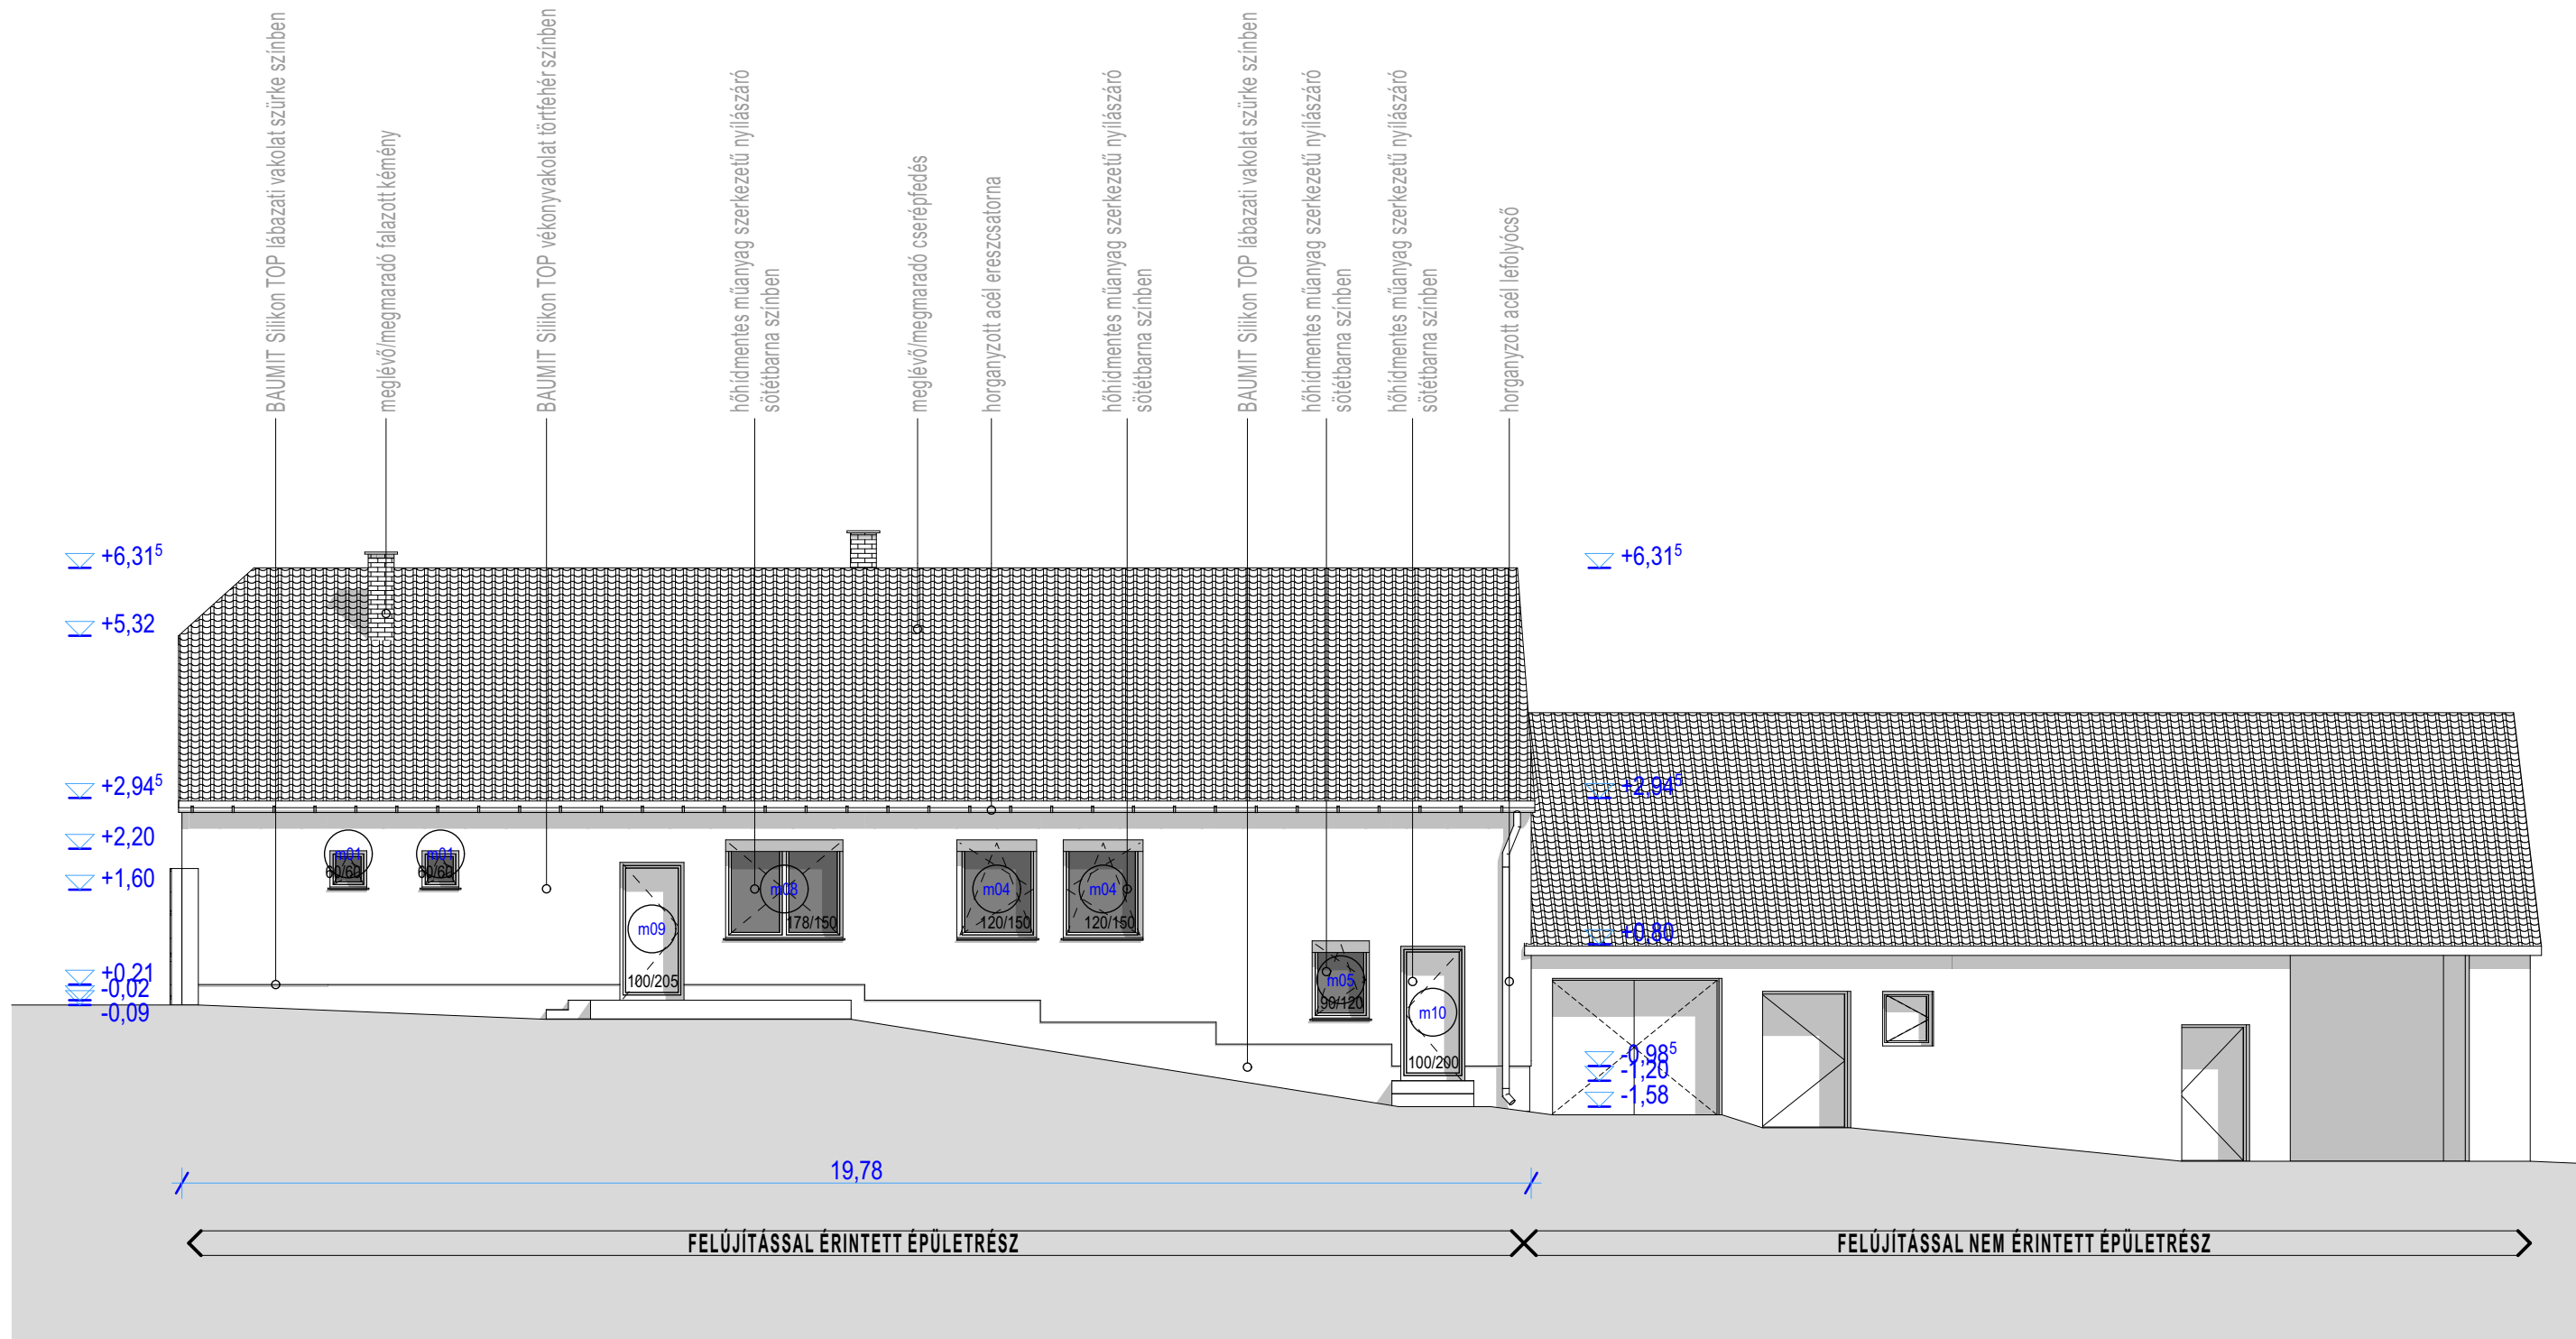 BAUMIT Silikon TOP lábazati vakolat szürke színben
meglévő/megmaradó falazott kémény
BAUMIT Silikon TOP vékonyvakolat törtfehér színben
hőhídmentes műanyag szerkezetű nyílászáró
sötétbarna színben
meglévő/megmaradó cserépfedés
horganyzott acél ereszcsatorna
hőhídmentes műanyag szerkezetű nyílászáró
sötétbarna színben
BAUMIT Silikon TOP lábazati vakolat szürke színben
hőhídmentes műanyag szerkezetű nyílászáró
sötétbarna színben
hőhídmentes műanyag szerkezetű nyílászáró
sötétbarna színben
horganyzott acél lefolyócső
+6,31⁵
+5,32
+2,94⁵
+2,20
+1,60
+0,21
-0,02
-0,09
+6,31⁵
+2,94⁵
+0,80
-0,98⁵
-1,20
-1,58
m01
60/60
m01
60/60
m09
100/205
m08
178/150
m04
120/150
m04
120/150
m05
90/120
m10
100/200
19,78
FELÚJÍTÁSSAL ÉRINTETT ÉPÜLETRÉSZ
FELÚJÍTÁSSAL NEM ÉRINTETT ÉPÜLETRÉSZ